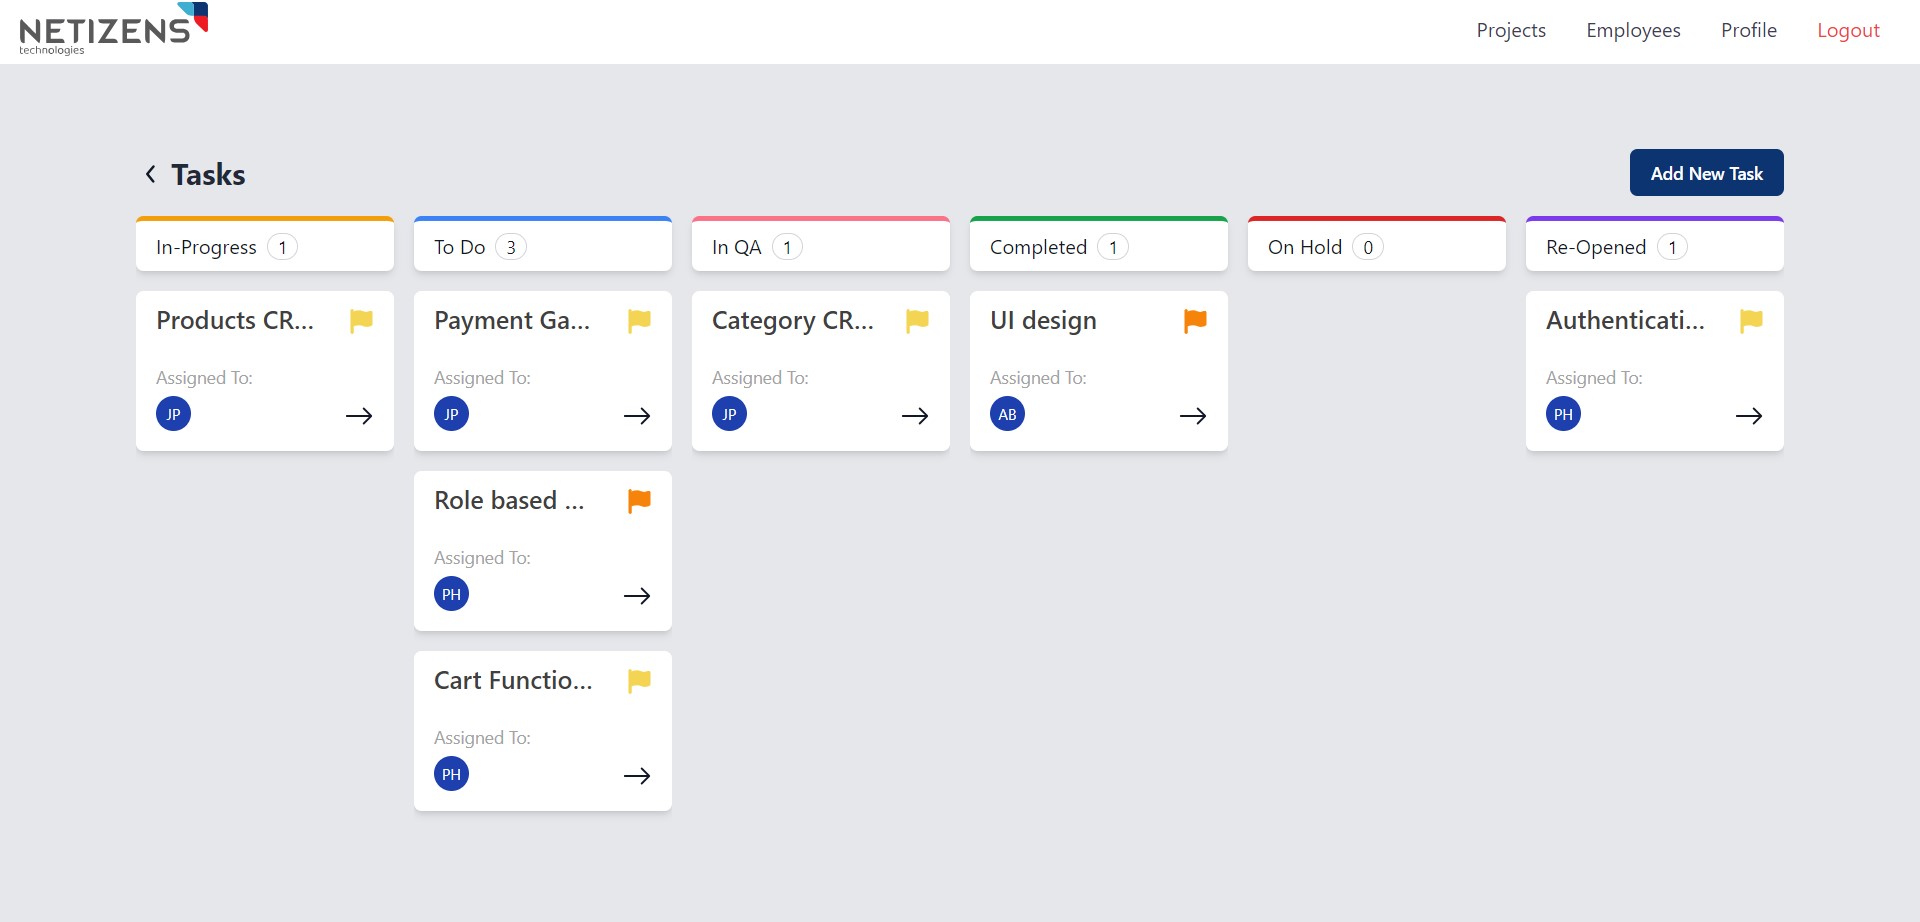 NETIZENS
technologies
Projects Employees Profile Logout
Tasks
Add New Task
In-Progress 1
To Do 3
In QA 1
Completed 1
On Hold 0
Re-Opened 1
Products CR...
Assigned To:
JP
Payment Ga...
Assigned To:
JP
Category CR...
Assigned To:
JP
UI design
Assigned To:
AB
Authenticati...
Assigned To:
PH
Role based ...
Assigned To:
PH
Cart Functio...
Assigned To:
PH